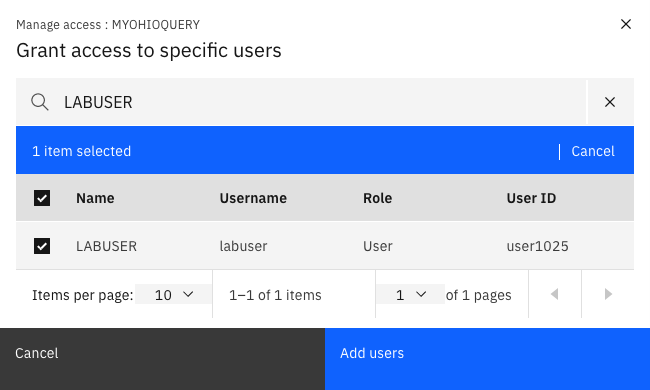 Manage access : MYOHIOQUERY
Grant access to specific users
LABUSER
1 item selected
Cancel
Name Username Role User ID
LABUSER labuser User user1025
Items per page: 10 1–1 of 1 items 1 of 1 pages
Cancel
Add users